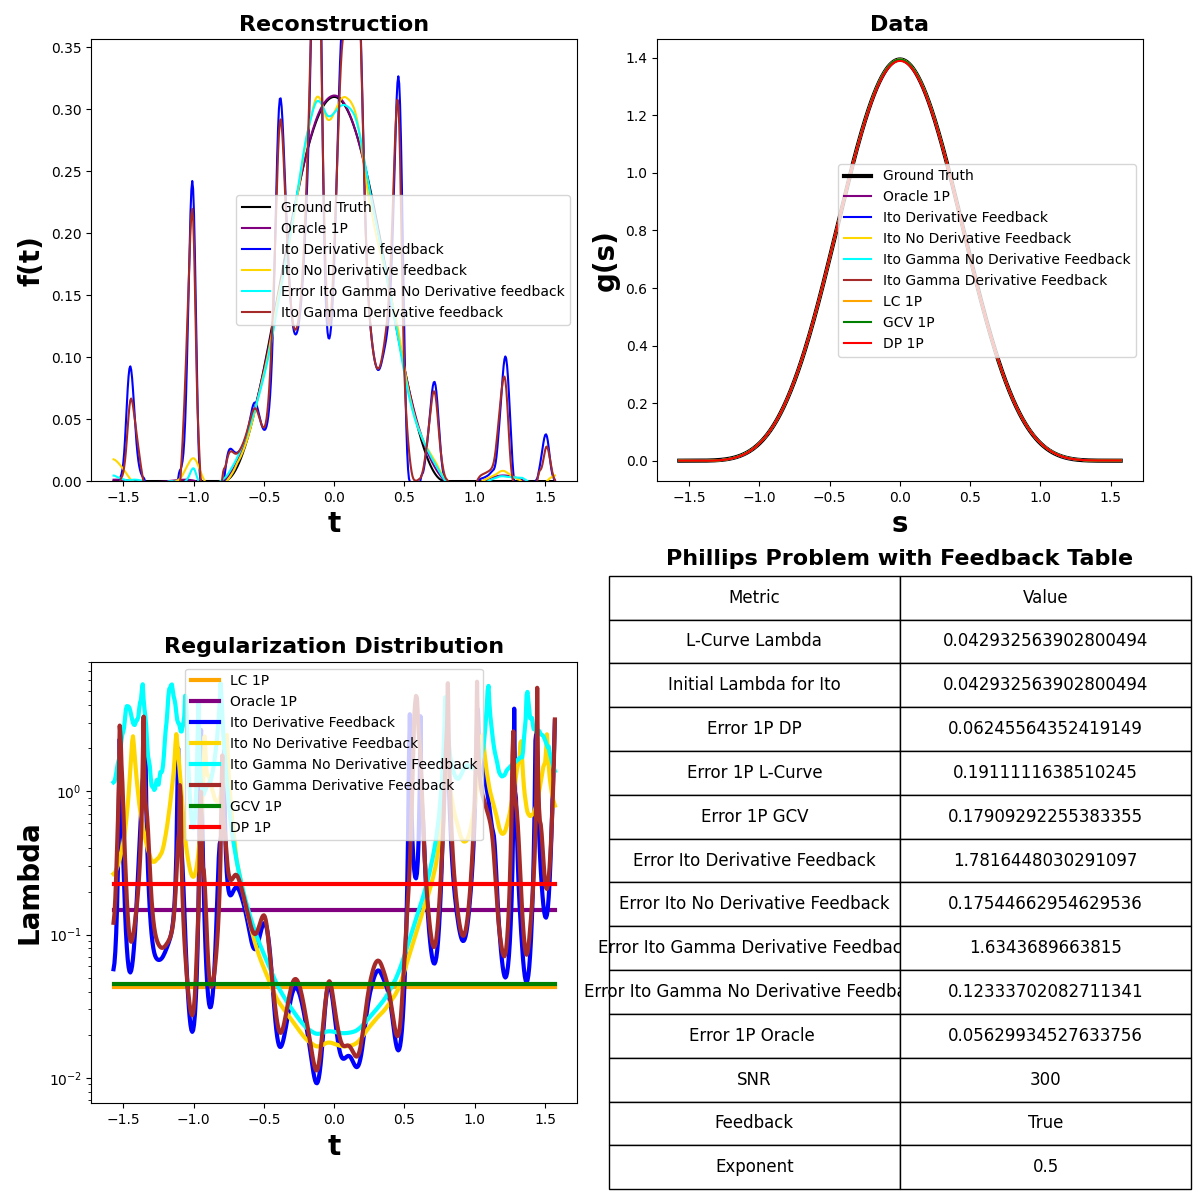 Reconstruction
0.35
0.30
0.25
0.20
0.15
0.10
0.05
0.00
f(t)
Ground Truth
Oracle 1P
Ito Derivative feedback
Ito No Derivative feedback
Error Ito Gamma No Derivative feedback
Ito Gamma Derivative feedback
−1.5 −1.0 −0.5 0.0 0.5 1.0 1.5
t
Data
1.4
1.2
1.0
0.8
0.6
0.4
0.2
0.0
g(s)
Ground Truth
Oracle 1P
Ito Derivative Feedback
Ito No Derivative Feedback
Ito Gamma No Derivative Feedback
Ito Gamma Derivative Feedback
LC 1P
GCV 1P
DP 1P
−1.5 −1.0 −0.5 0.0 0.5 1.0 1.5
s
Regularization Distribution
10⁰
10⁻¹
10⁻²
Lambda
LC 1P
Oracle 1P
Ito Derivative Feedback
Ito No Derivative Feedback
Ito Gamma No Derivative Feedback
Ito Gamma Derivative Feedback
GCV 1P
DP 1P
−1.5 −1.0 −0.5 0.0 0.5 1.0 1.5
t
Phillips Problem with Feedback Table
Metric Value
L-Curve Lambda 0.042932563902800494
Initial Lambda for Ito 0.042932563902800494
Error 1P DP 0.06245564352419149
Error 1P L-Curve 0.1911111638510245
Error 1P GCV 0.17909292255383355
Error Ito Derivative Feedback 1.7816448030291097
Error Ito No Derivative Feedback 0.17544662954629536
Error Ito Gamma Derivative Feedbac 1.6343689663815
Error Ito Gamma No Derivative Feedba 0.12333702082711341
Error 1P Oracle 0.05629934527633756
SNR 300
Feedback True
Exponent 0.5